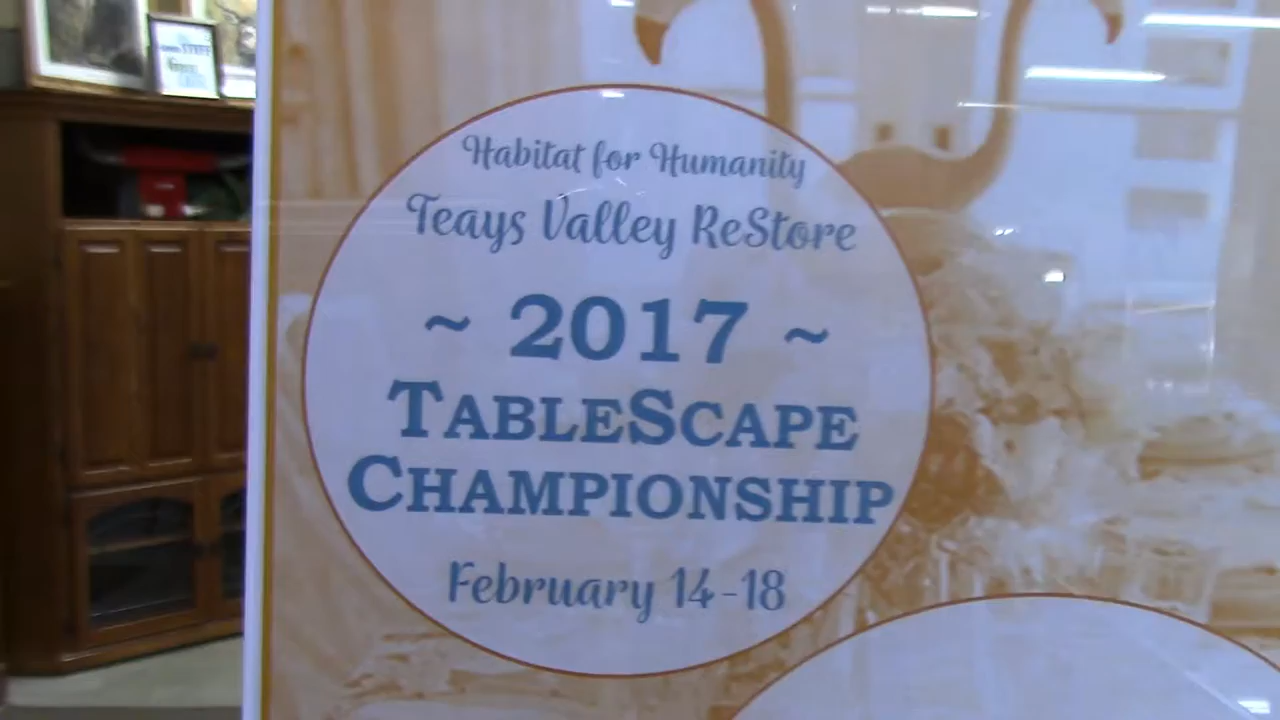 Habitat for Humanity
Teays Valley ReStore
~ 2017 ~
TABLESCAPE
CHAMPIONSHIP
February 14-18